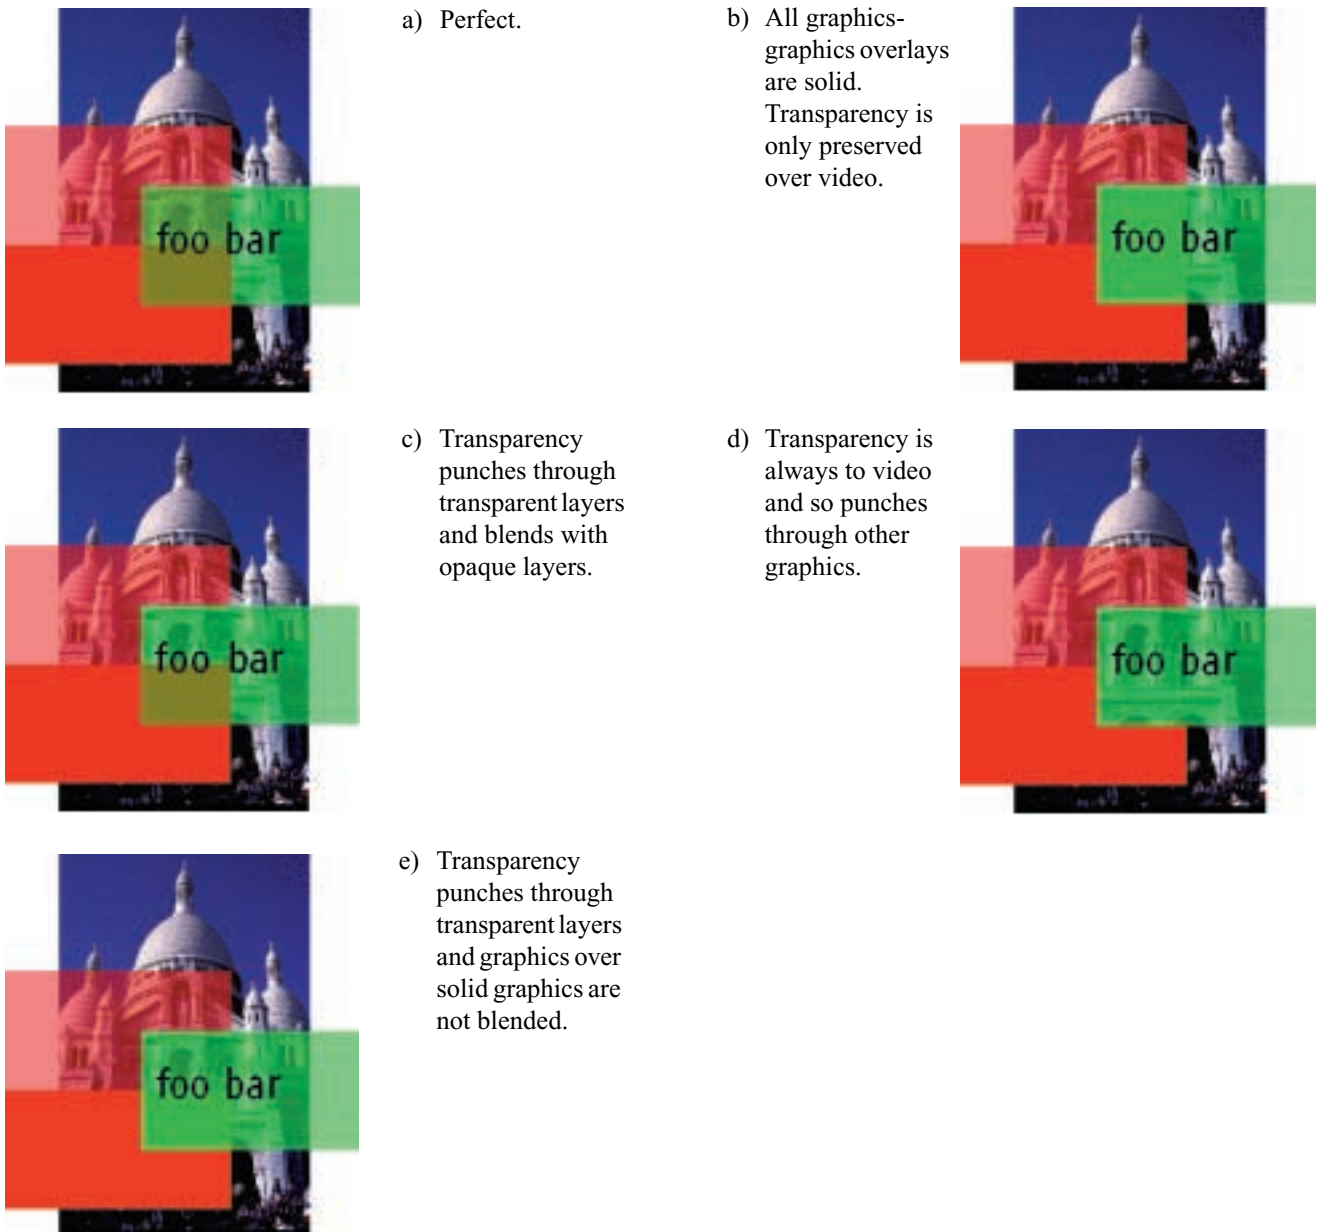 a) Perfect.
foo bar
b) All graphics-
graphics overlays
are solid.
Transparency is
only preserved
over video.
foo bar
c) Transparency
punches through
transparent layers
and blends with
opaque layers.
foo bar
d) Transparency is
always to video
and so punches
through other
graphics.
foo bar
e) Transparency
punches through
transparent layers
and graphics over
solid graphics are
not blended.
foo bar